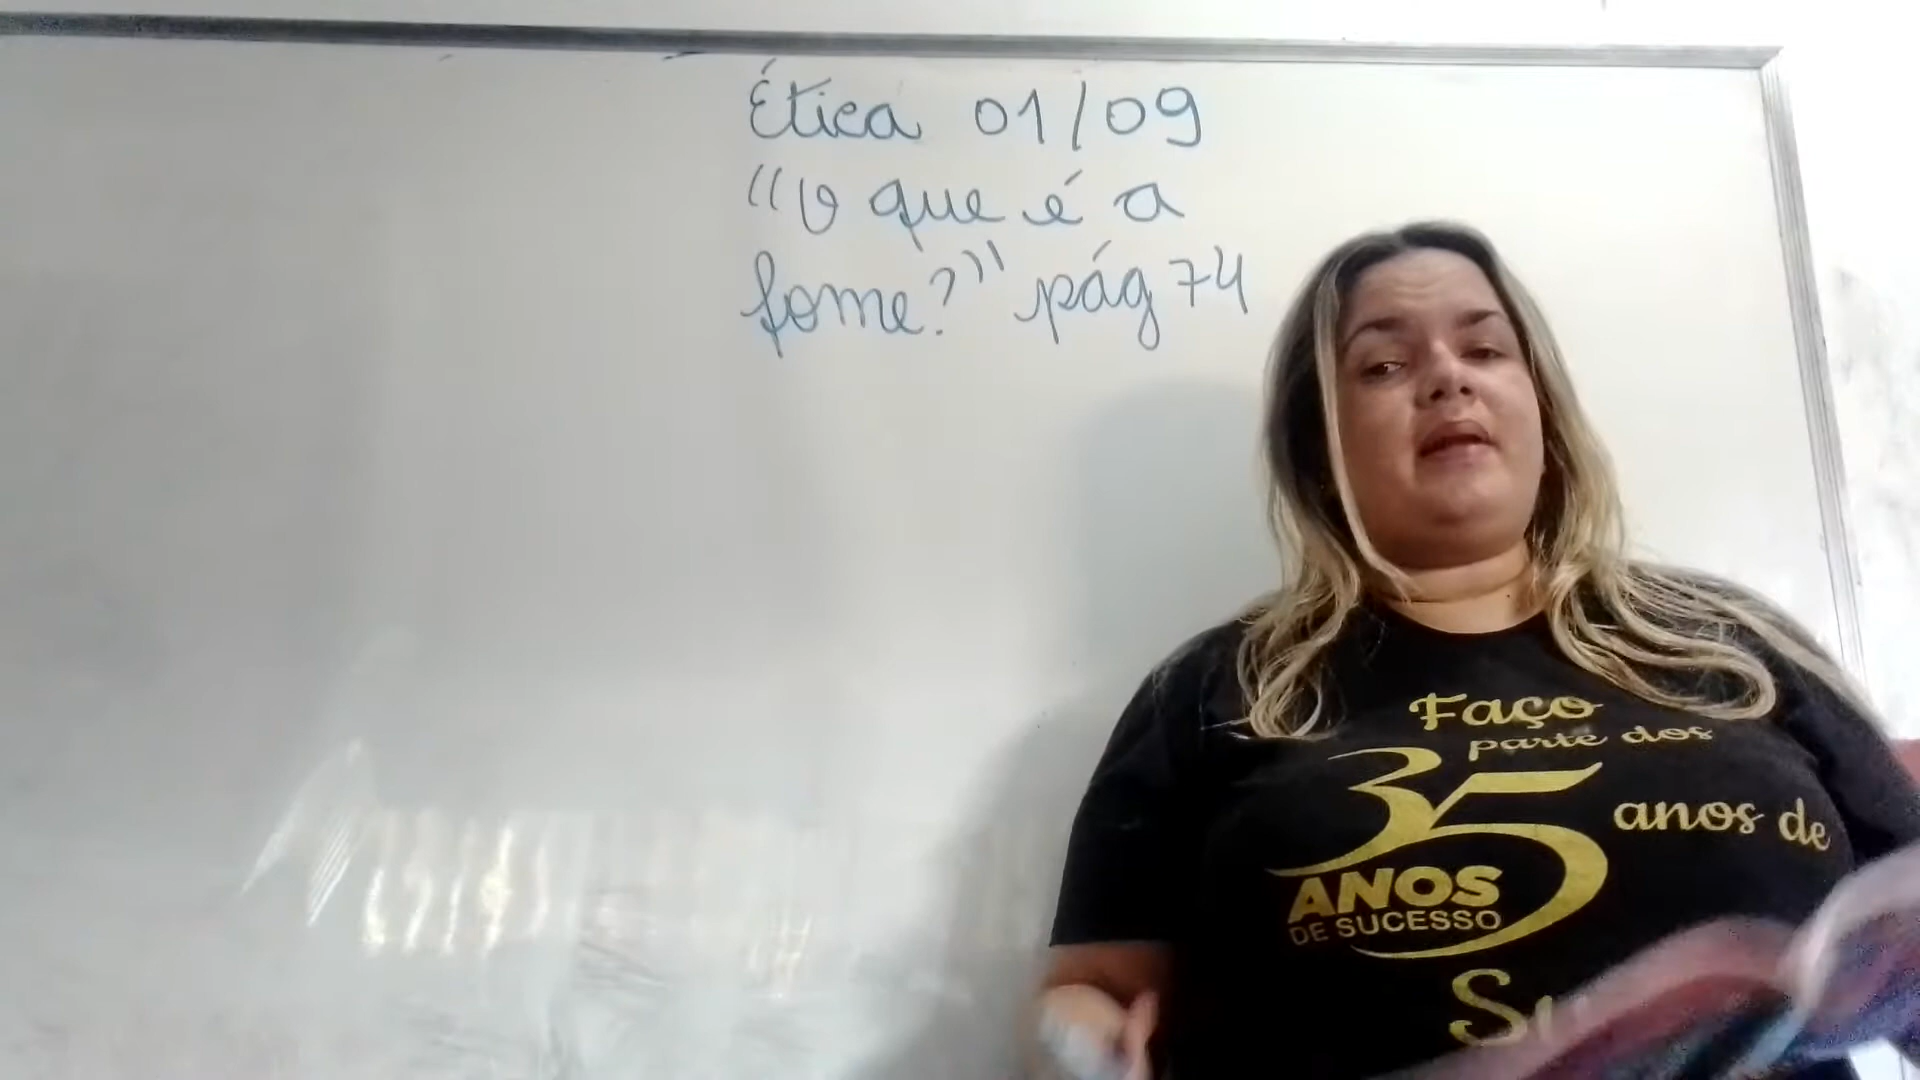 Ética 01/09
"O que é a
fome?" pág 74
Faço
parte dos
35 anos de
ANOS
DE SUCESSO